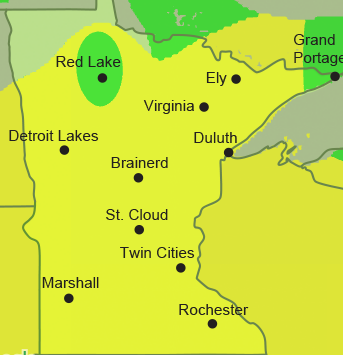 Grand
Portage
Red Lake
Ely
Virginia
Detroit Lakes
Duluth
Brainerd
St. Cloud
Twin Cities
Marshall
Rochester